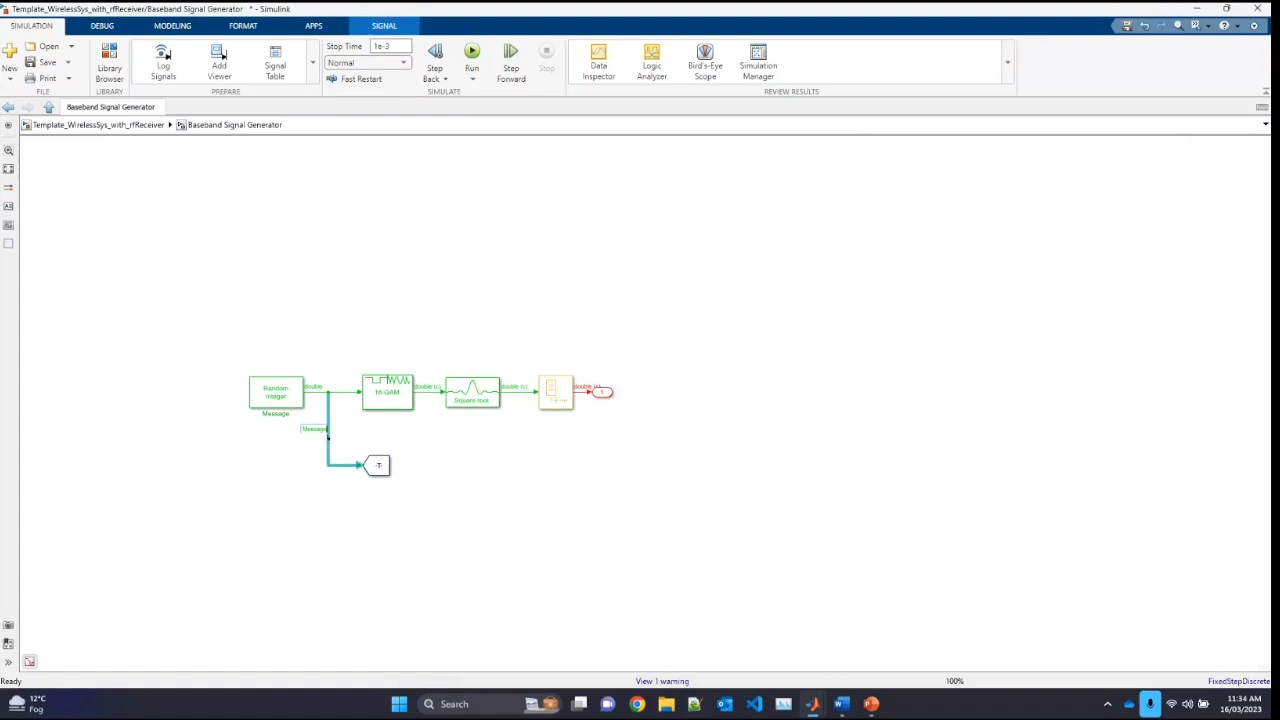 Template_WirelessSys_with_rfReceiver/Baseband Signal Generator * - Simulink
SIMULATION DEBUG MODELING FORMAT APPS SIGNAL
New Open Save Print
FILE
Library Browser
LIBRARY
Log Signals
Add Viewer
Signal Table
PREPARE
Stop Time 1e-3
Normal
Fast Restart
Step Back
Run
Step Forward
Stop
SIMULATE
Data Inspector
Logic Analyzer
Bird's-Eye Scope
Simulation Manager
REVIEW RESULTS
Baseband Signal Generator
Template_WirelessSys_with_rfReceiver Baseband Signal Generator
Random
Integer
Message
double
16-QAM
double (c)
Square root
double (c)
1
Message
-T-
Ready
View 1 warning
100%
FixedStepDiscrete
12°C
Fog
Search
11:34 AM
16/03/2023